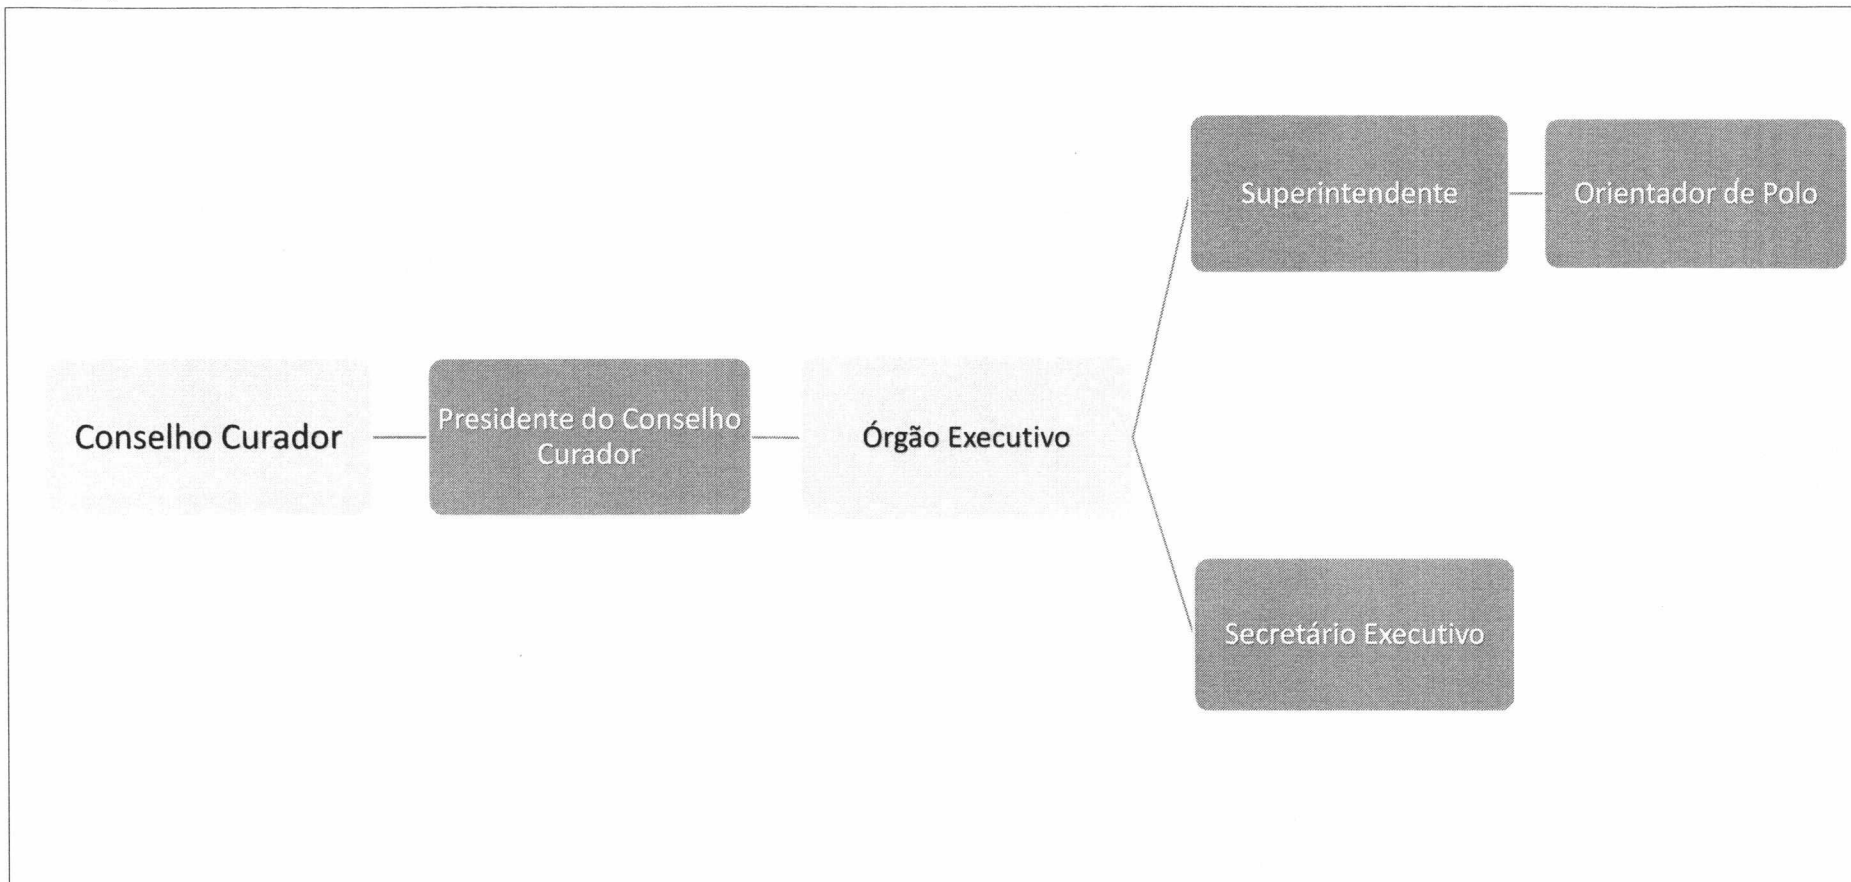 Superintendente
Orientador de Polo
Conselho Curador
Presidente do Conselho
Curador
Órgão Executivo
Secretário Executivo